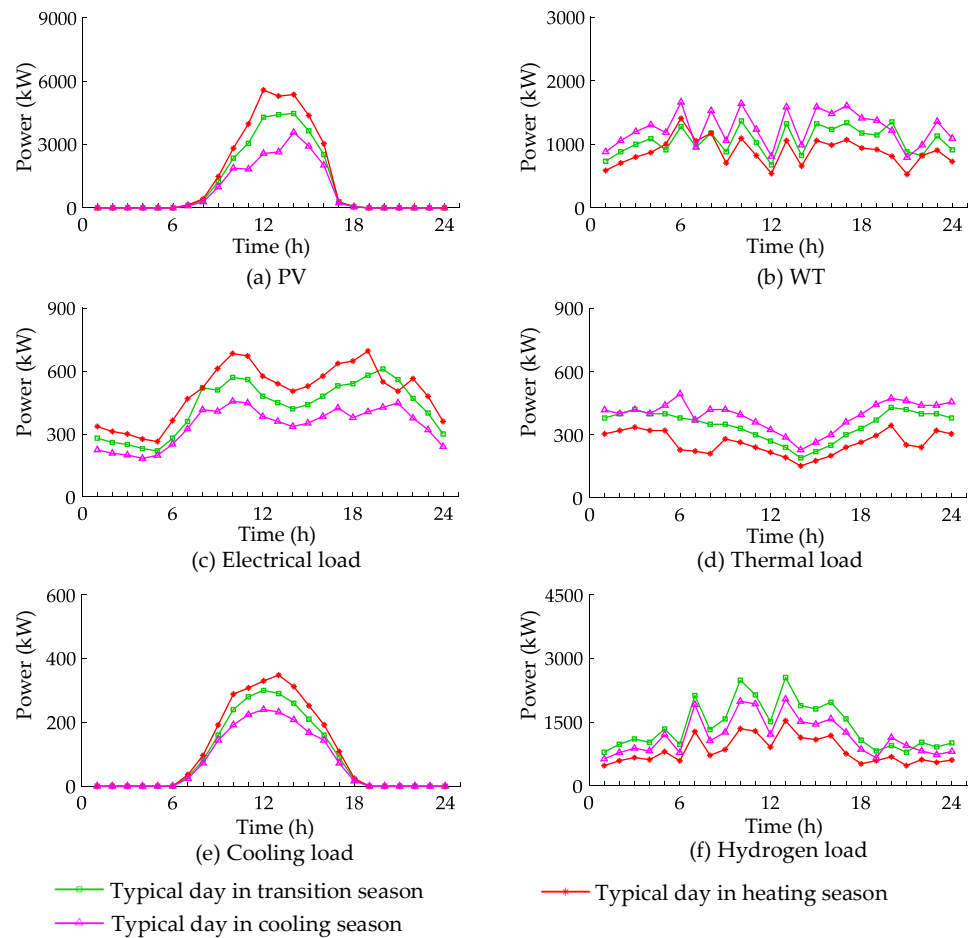 9000
6000
3000
0
Power (kW)
0 6 12 18 24
Time (h)
(a) PV
3000
2000
1000
0
Power (kW)
0 6 12 18 24
Time (h)
(b) WT
900
600
300
0
Power (kW)
0 6 12 18 24
Time (h)
(c) Electrical load
900
600
300
0
Power (kW)
0 6 12 18 24
Time (h)
(d) Thermal load
600
400
200
0
Power (kW)
0 6 12 18 24
Time (h)
(e) Cooling load
4500
3000
1500
0
Power (kW)
0 6 12 18 24
Time (h)
(f) Hydrogen load
Typical day in transition season
Typical day in heating season
Typical day in cooling season